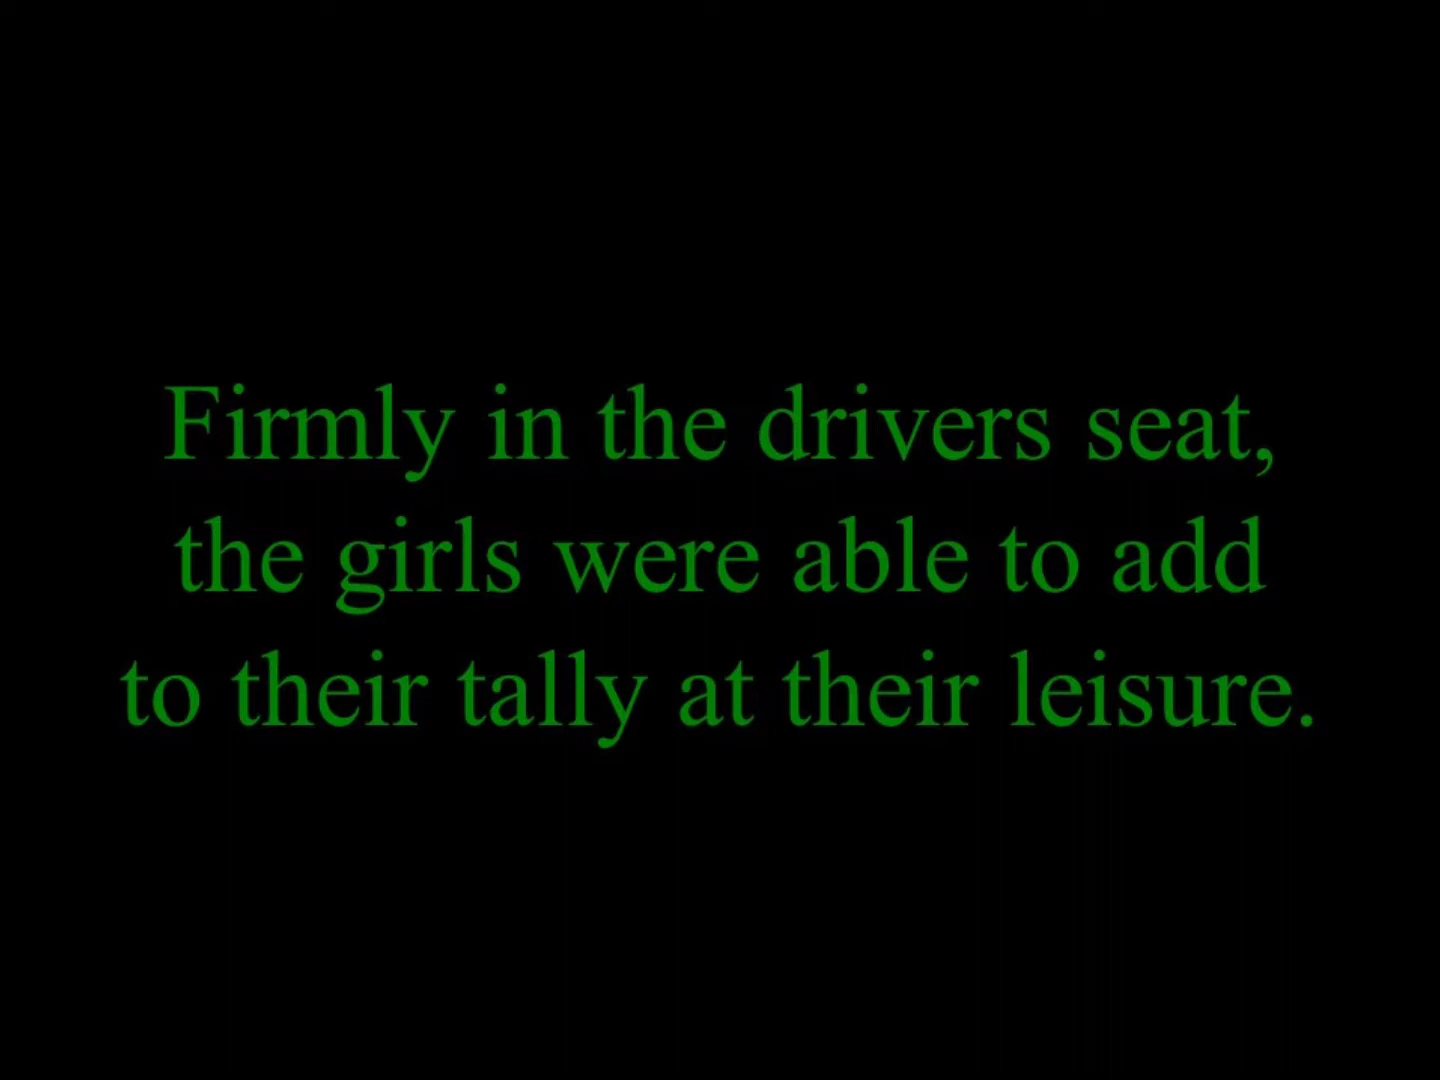 Firmly in the drivers seat,
the girls were able to add
to their tally at their leisure.